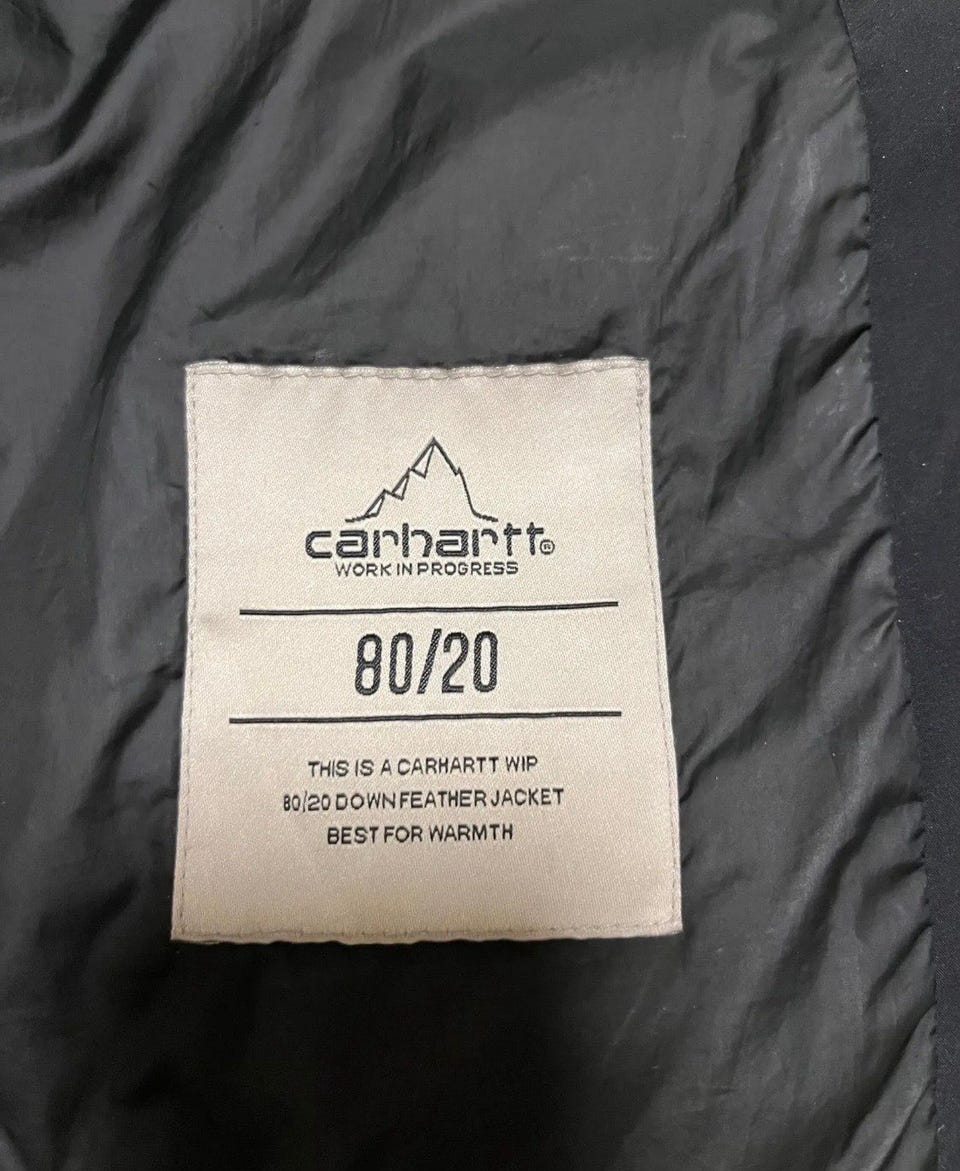 carhartt®
WORK IN PROGRESS
80/20
THIS IS A CARHARTT WIP
80/20 DOWN FEATHER JACKET
BEST FOR WARMTH